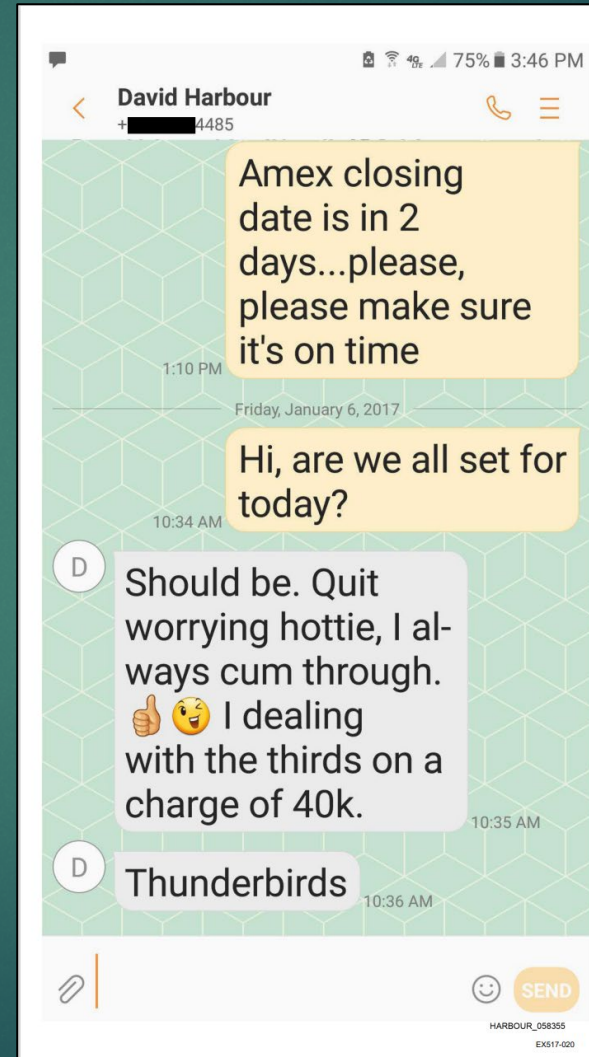 75% 3:46 PM
David Harbour
+ 4485
Amex closing
date is in 2
days...please,
please make sure
it's on time
1:10 PM
Friday, January 6, 2017
Hi, are we all set for
today?
10:34 AM
D
Should be. Quit
worrying hottie, I al-
ways cum through.
👍😉 I dealing
with the thirds on a
charge of 40k.
10:35 AM
D
Thunderbirds
10:36 AM
SEND
HARBOUR_058355
EX517-020